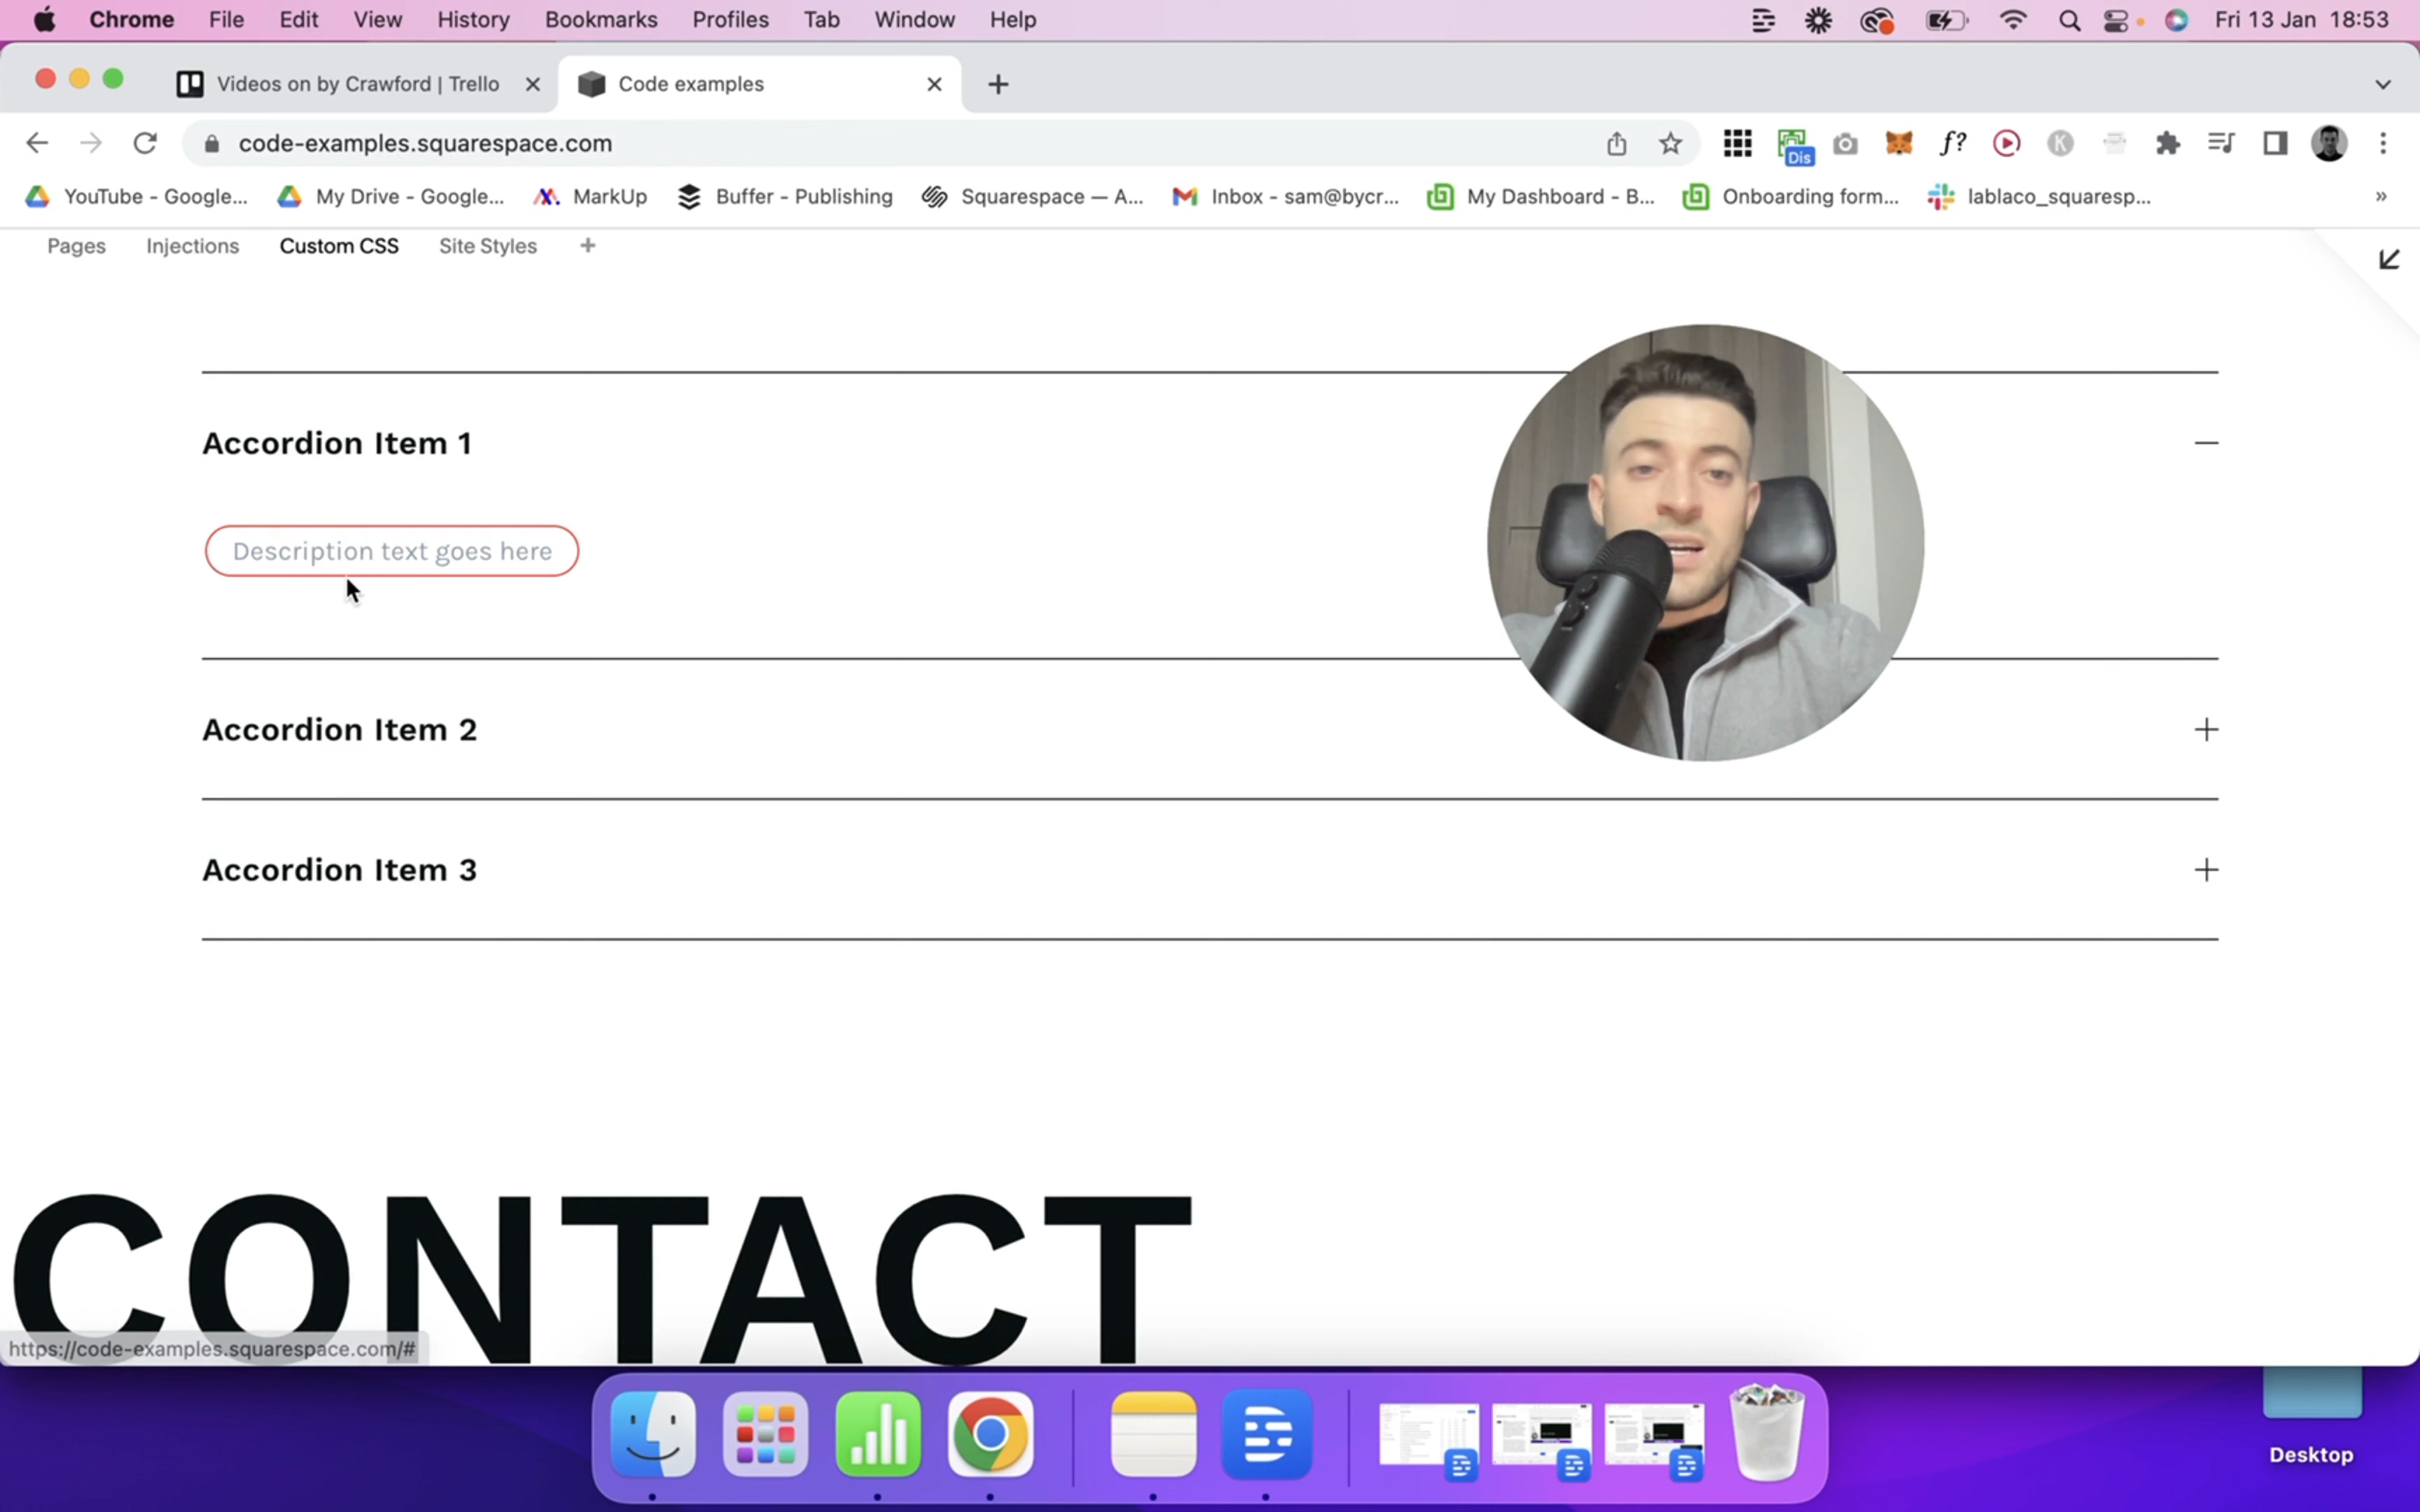 Chrome File Edit View History Bookmarks Profiles Tab Window Help Fri 13 Jan 18:53
Videos on by Crawford | Trello Code examples
code-examples.squarespace.com f? Dis K
YouTube - Google... My Drive - Google... MarkUp Buffer - Publishing Squarespace — A... Inbox - sam@bycr... My Dashboard - B... Onboarding form... lablaco_squaresp... »
Pages Injections Custom CSS Site Styles +
Accordion Item 1
Description text goes here
Accordion Item 2
Accordion Item 3
CONTACT
https://code-examples.squarespace.com/#
Desktop